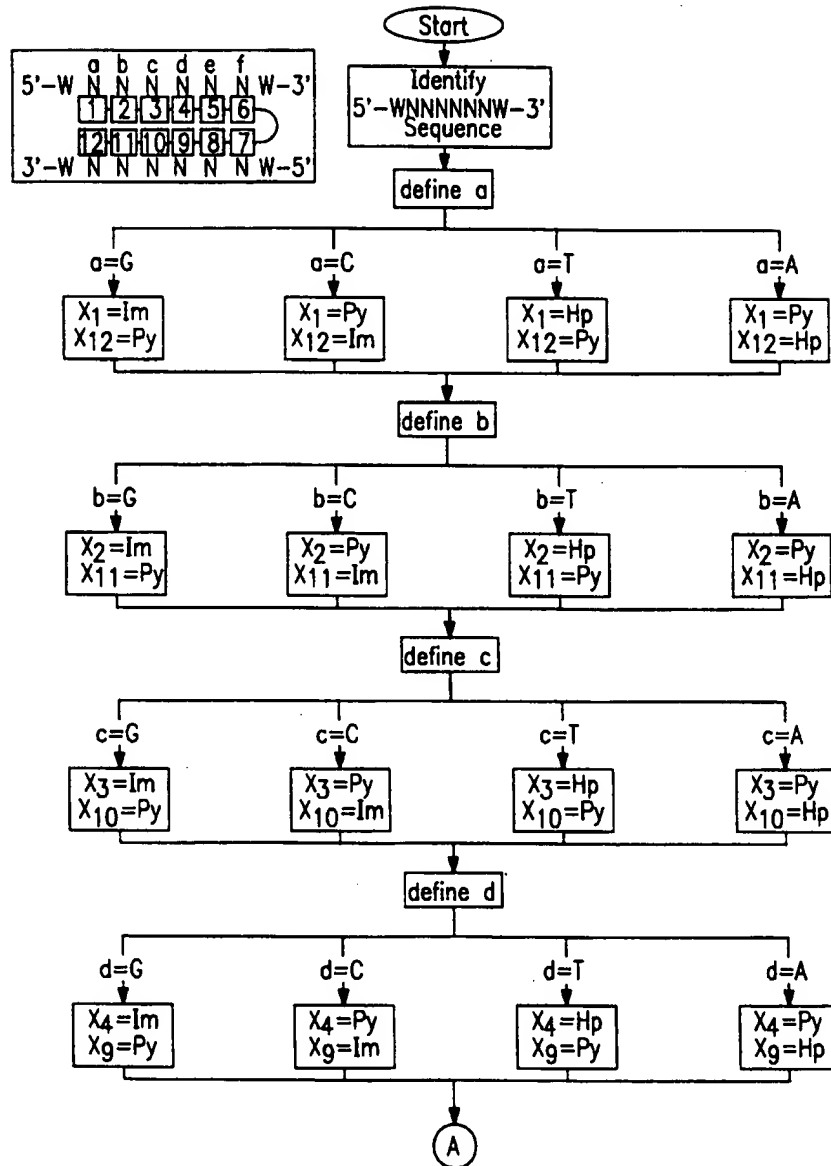 a b c d e f
5'-W N N N N N N W-3'
1 2 3 4 5 6
12 11 10 9 8 7
3'-W N N N N N N W-5'
Start
Identify
5'-WNNNNNNW-3'
Sequence
define a
a=G a=C a=T a=A
X1=Im X1=Py X1=Hp X1=Py
X12=Py X12=Im X12=Py X12=Hp
define b
b=G b=C b=T b=A
X2=Im X2=Py X2=Hp X2=Py
X11=Py X11=Im X11=Py X11=Hp
define c
c=G c=C c=T c=A
X3=Im X3=Py X3=Hp X3=Py
X10=Py X10=Im X10=Py X10=Hp
define d
d=G d=C d=T d=A
X4=Im X4=Py X4=Hp X4=Py
X9=Py X9=Im X9=Py X9=Hp
A